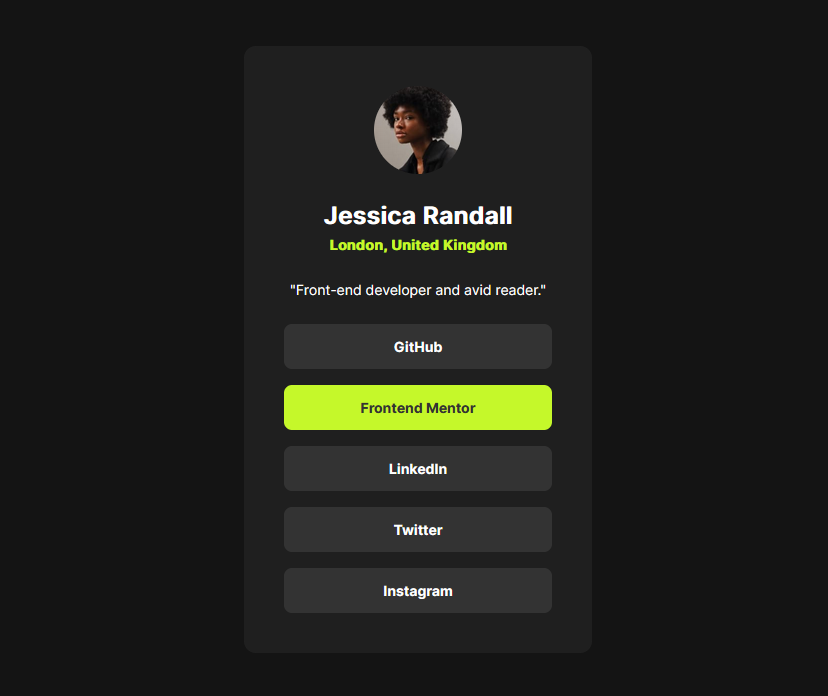 Jessica Randall
London, United Kingdom
"Front-end developer and avid reader."
GitHub
Frontend Mentor
LinkedIn
Twitter
Instagram